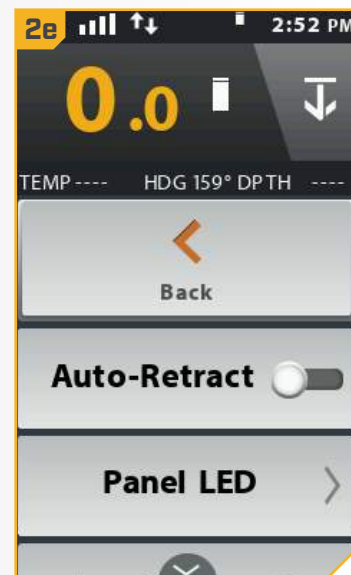 2e 2:52 PM
0.0
TEMP ---- HDG 159° DPTH ----
Back
Auto-Retract
Panel LED